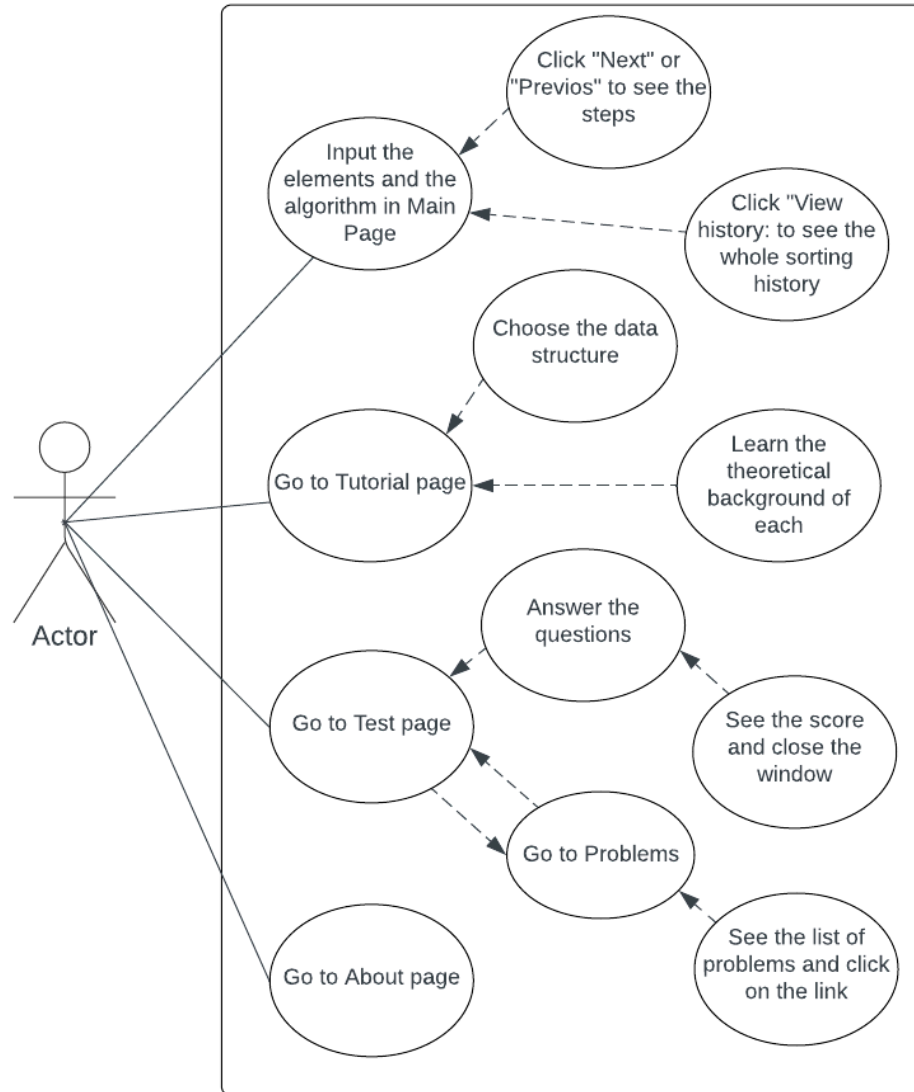 Click "Next" or
"Previos" to see the
steps
Input the
elements and the
algorithm in Main
Page
Click "View
history: to see the
whole sorting
history
Choose the data
structure
Go to Tutorial page
Learn the
theoretical
background of
each
Actor
Answer the
questions
Go to Test page
See the score
and close the
window
Go to Problems
See the list of
problems and click
on the link
Go to About page